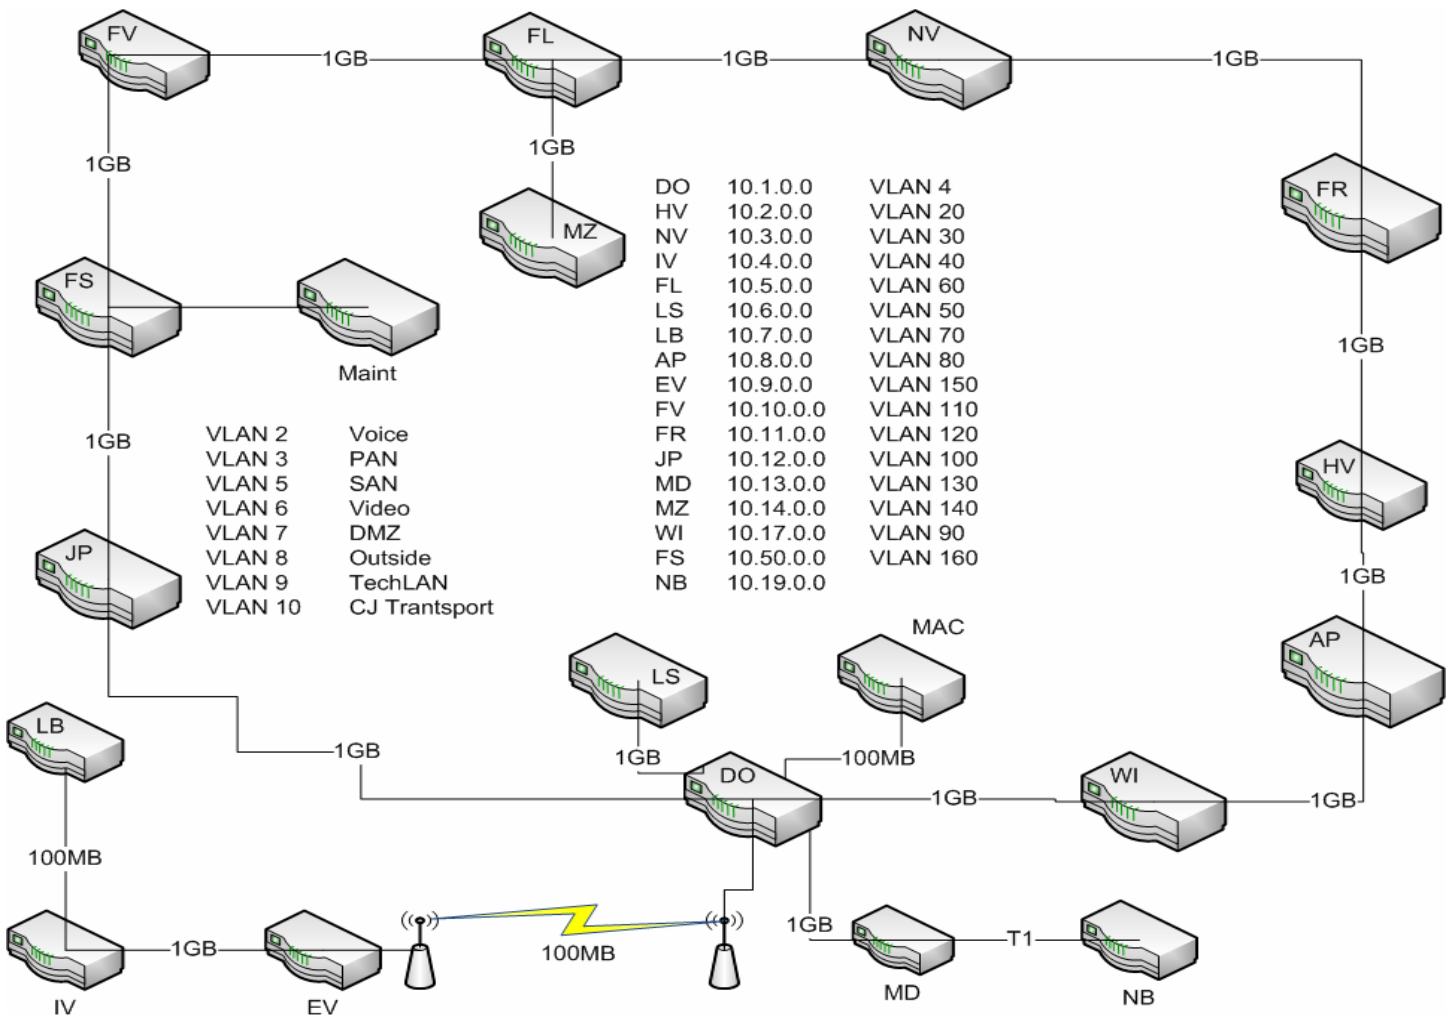 FV
FL
NV
1GB
1GB
1GB
1GB
1GB
FR
MZ
FS
Maint
1GB
DO 10.1.0.0 VLAN 4
HV 10.2.0.0 VLAN 20
NV 10.3.0.0 VLAN 30
IV 10.4.0.0 VLAN 40
FL 10.5.0.0 VLAN 60
LS 10.6.0.0 VLAN 50
LB 10.7.0.0 VLAN 70
AP 10.8.0.0 VLAN 80
EV 10.9.0.0 VLAN 150
FV 10.10.0.0 VLAN 110
FR 10.11.0.0 VLAN 120
JP 10.12.0.0 VLAN 100
MD 10.13.0.0 VLAN 130
MZ 10.14.0.0 VLAN 140
WI 10.17.0.0 VLAN 90
FS 10.50.0.0 VLAN 160
NB 10.19.0.0
1GB
VLAN 2 Voice
VLAN 3 PAN
VLAN 5 SAN
VLAN 6 Video
VLAN 7 DMZ
VLAN 8 Outside
VLAN 9 TechLAN
VLAN 10 CJ Trantsport
HV
1GB
JP
MAC
AP
LS
LB
1GB
1GB
100MB
DO
WI
1GB
1GB
100MB
1GB
100MB
1GB
T1
IV
EV
MD
NB